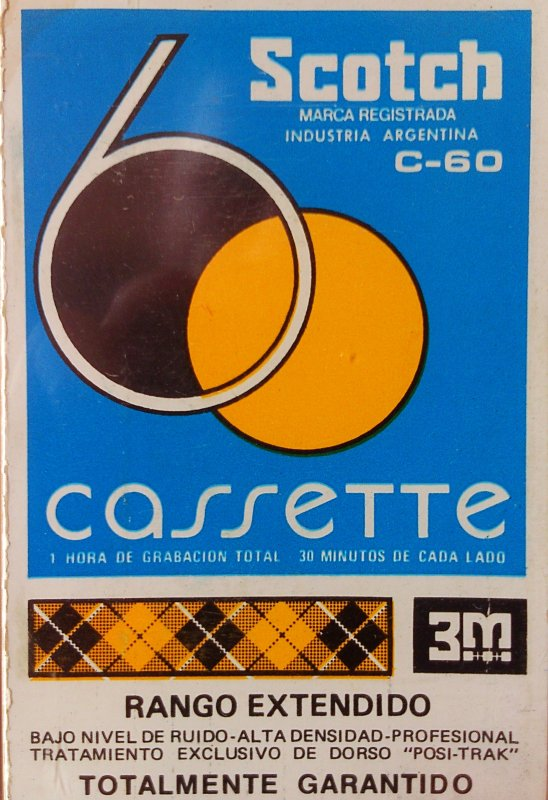 60
Scotch
MARCA REGISTRADA
INDUSTRIA ARGENTINA
C-60
cassette
1 HORA DE GRABACION TOTAL 30 MINUTOS DE CADA LADO
3M
RANGO EXTENDIDO
BAJO NIVEL DE RUIDO-ALTA DENSIDAD-PROFESIONAL
TRATAMIENTO EXCLUSIVO DE DORSO "POSI-TRAK"
TOTALMENTE GARANTIDO